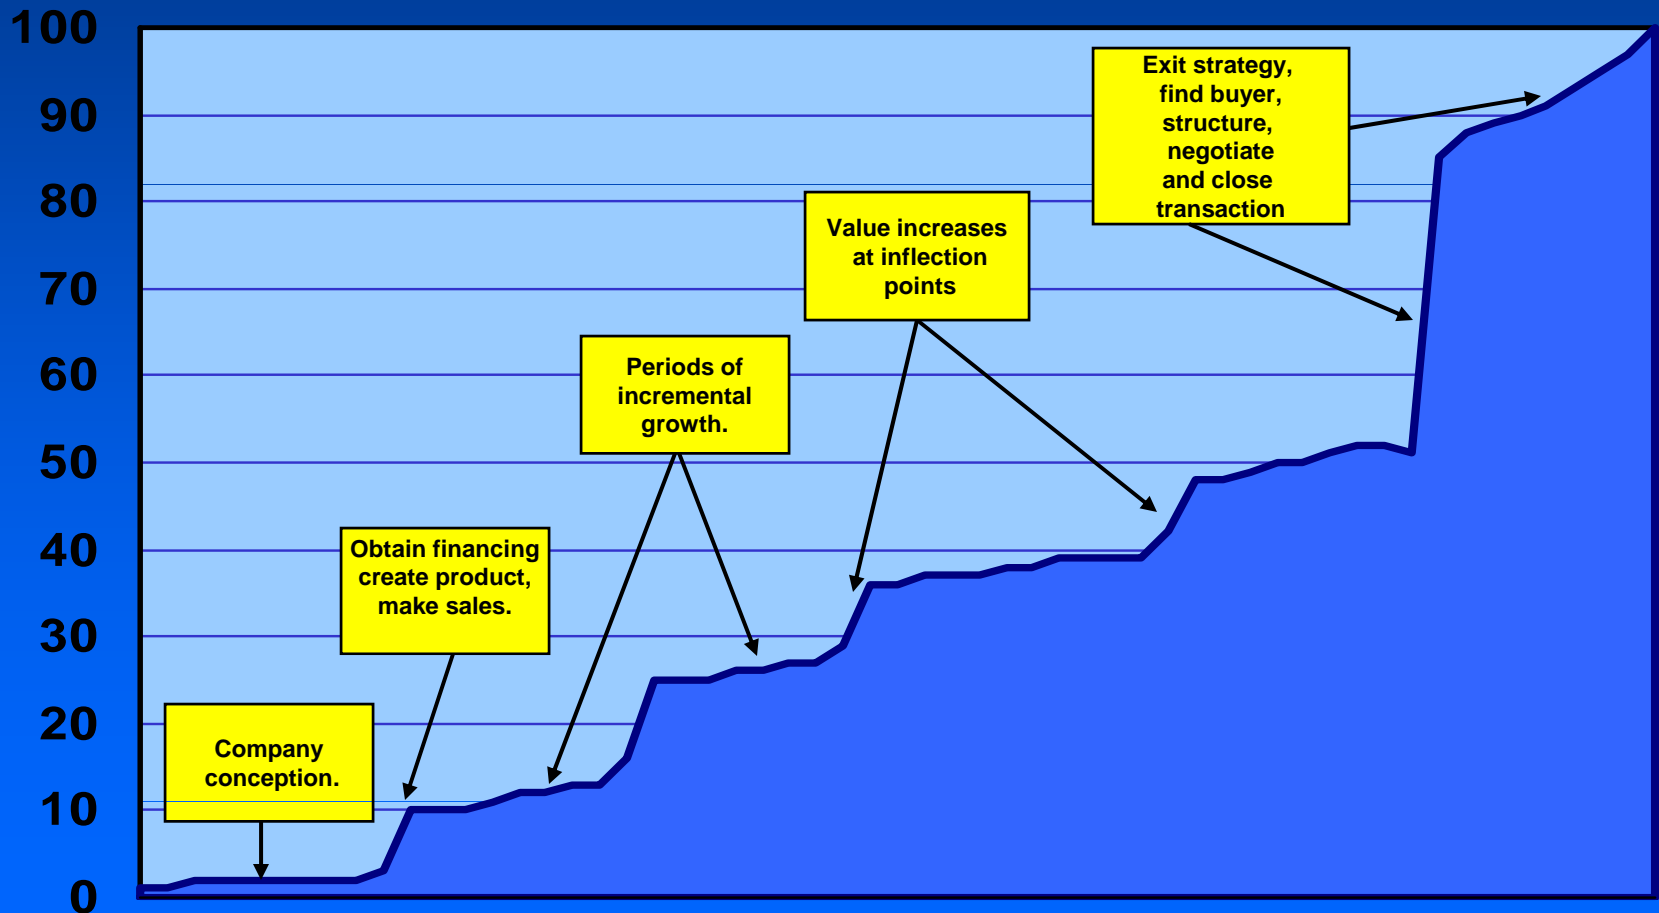 100
90
80
70
60
50
40
30
20
10
0
Exit strategy,
find buyer,
structure,
negotiate
and close
transaction
Value increases
at inflection
points
Periods of
incremental
growth.
Obtain financing
create product,
make sales.
Company
conception.